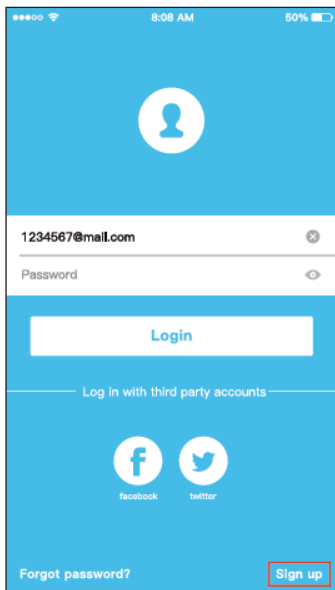 8:08 AM 50%
1234567@mail.com
Password
Login
Log in with third party accounts
facebook twitter
Forgot password? Sign up